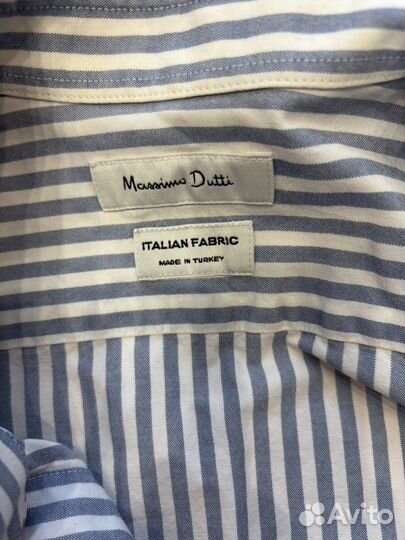 Massimo Dutti
ITALIAN FABRIC
MADE IN TURKEY
Avito